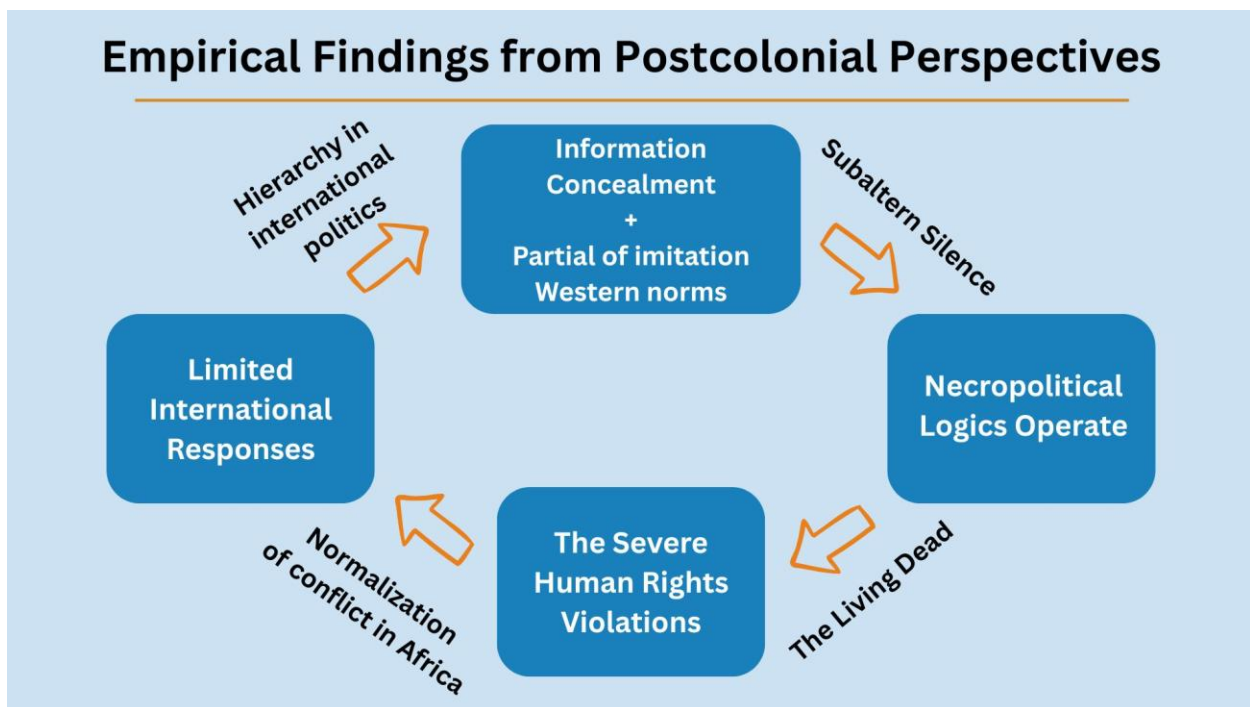 Empirical Findings from Postcolonial Perspectives
Hierarchy in
international
politics
Information
Concealment
+
Partial of imitation
Western norms
Subaltern Silence
Limited
International
Responses
Necropolitical
Logics Operate
Normalization
of conflict in Africa
The Severe
Human Rights
Violations
The Living Dead